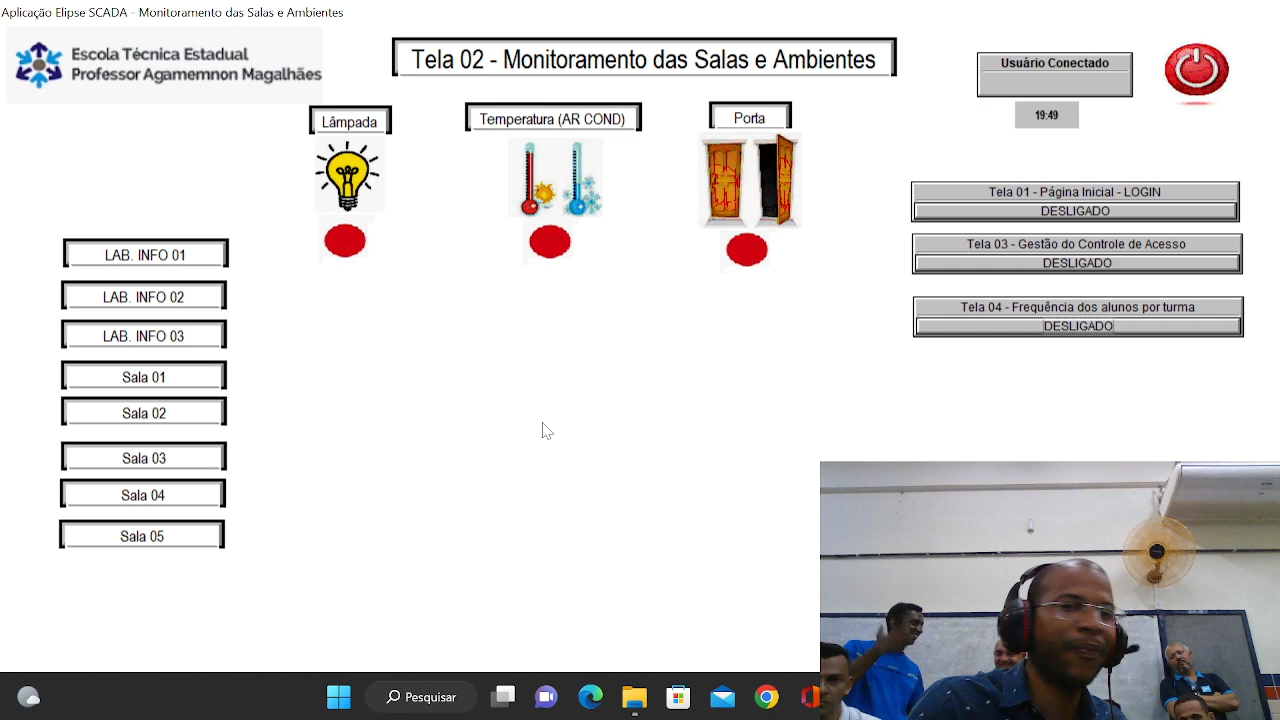 Aplicação Elipse SCADA - Monitoramento das Salas e Ambientes
Escola Técnica Estadual
Professor Agamemnon Magalhães
Tela 02 - Monitoramento das Salas e Ambientes
Usuário Conectado
19:49
Lâmpada
Temperatura (AR COND)
Porta
Tela 01 - Página Inicial - LOGIN
DESLIGADO
Tela 03 - Gestão do Controle de Acesso
DESLIGADO
Tela 04 - Frequência dos alunos por turma
DESLIGADO
LAB. INFO 01
LAB. INFO 02
LAB. INFO 03
Sala 01
Sala 02
Sala 03
Sala 04
Sala 05
Pesquisar